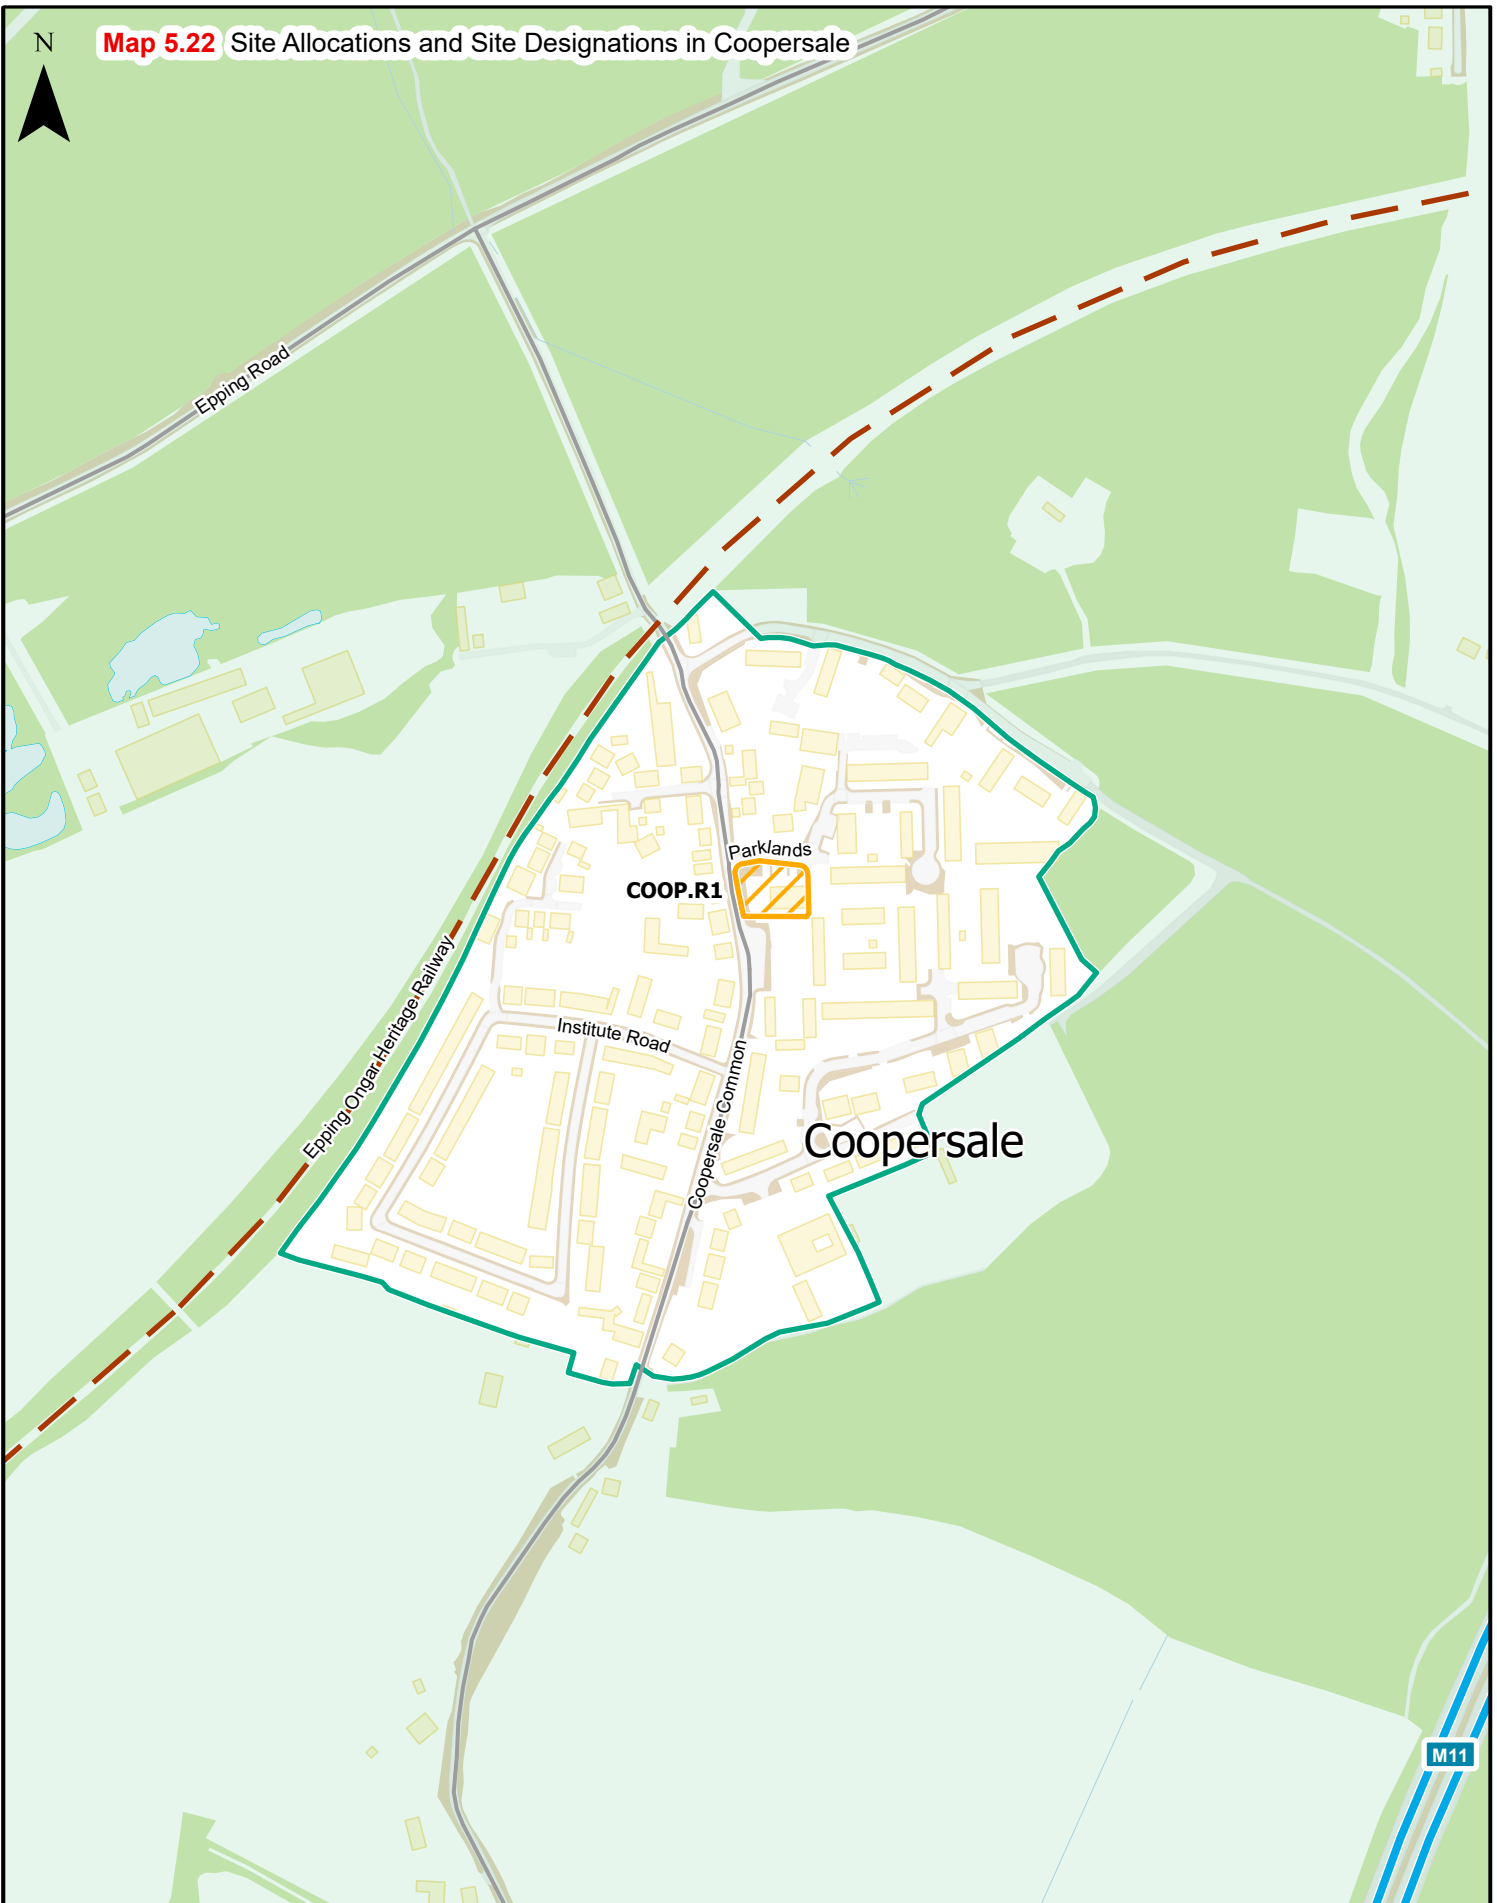 N
Map 5.22 Site Allocations and Site Designations in Coopersale
Epping Road
Parklands
COOP.R1
Epping Ongar Heritage Railway
Institute Road
Coopersale Common
Coopersale
M11